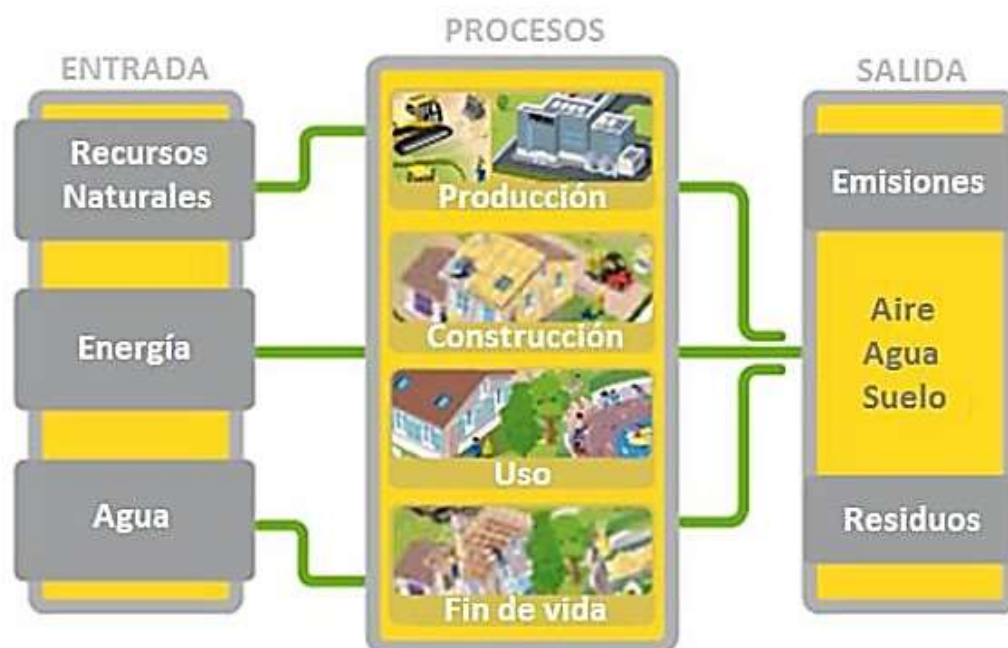 ENTRADA
Recursos
Naturales
Energía
Agua
PROCESOS
Producción
Construcción
Uso
Fin de vida
SALIDA
Emisiones
Aire
Agua
Suelo
Residuos